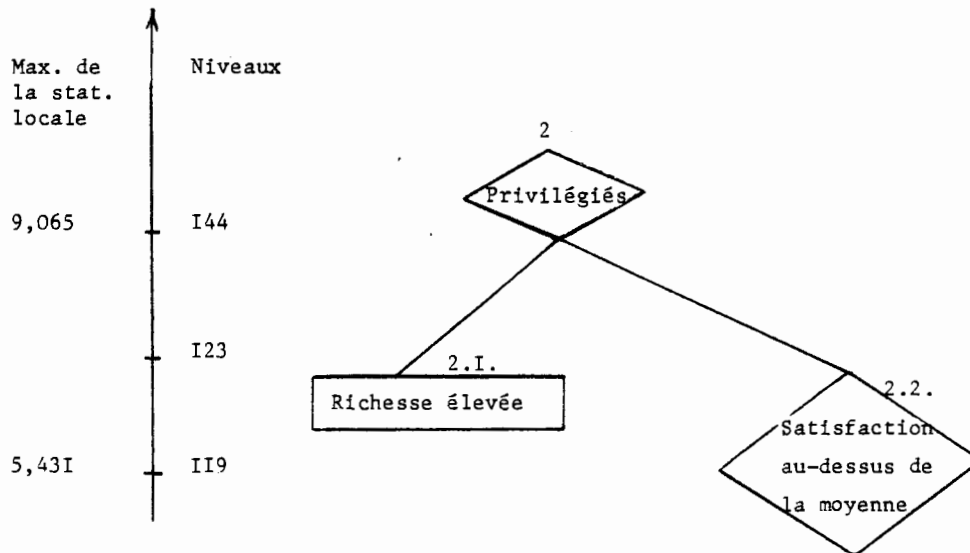 Max. de
la stat.
locale
Niveaux
2
Privilégiés
9,065
I44
I23
2.I.
Richesse élevée
2.2.
Satisfaction
au-dessus de
la moyenne
5,43I
II9